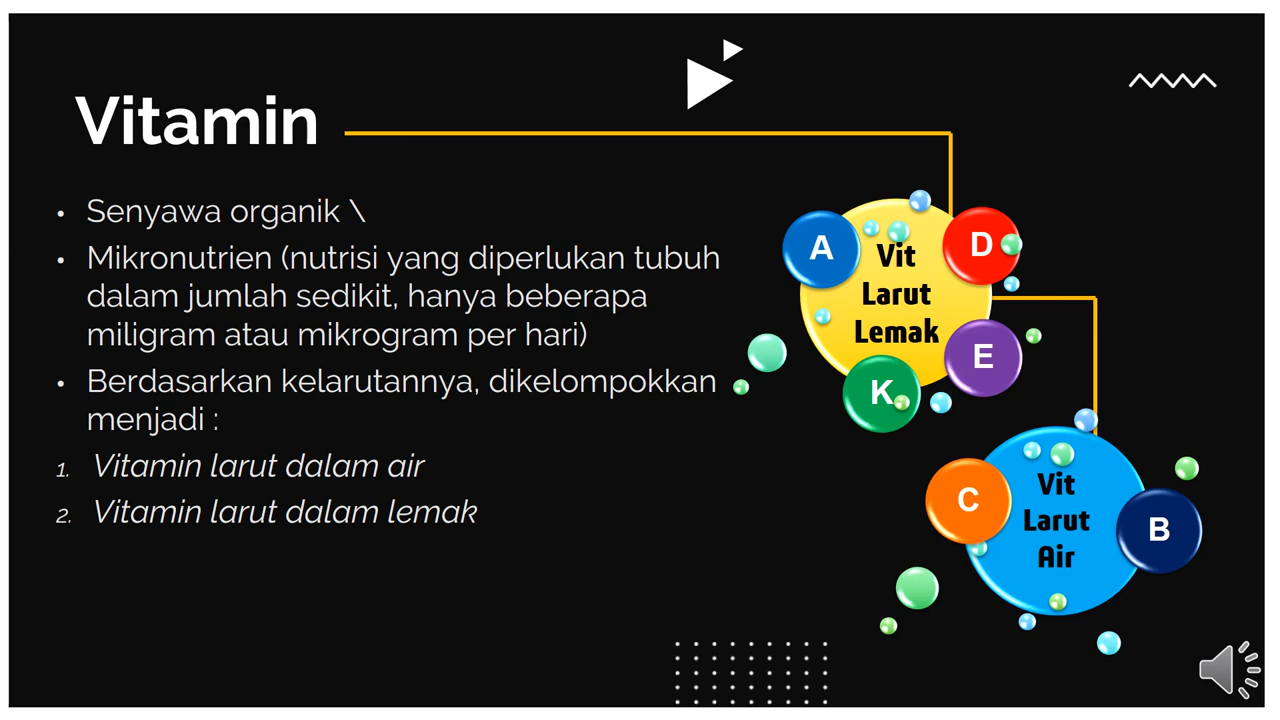 Vitamin
• Senyawa organik \
• Mikronutrien (nutrisi yang diperlukan tubuh
dalam jumlah sedikit, hanya beberapa
miligram atau mikrogram per hari)
• Berdasarkan kelarutannya, dikelompokkan
menjadi :
1. Vitamin larut dalam air
2. Vitamin larut dalam lemak
A
D
Vit
Larut
Lemak
E
K
C
Vit
Larut
Air
B